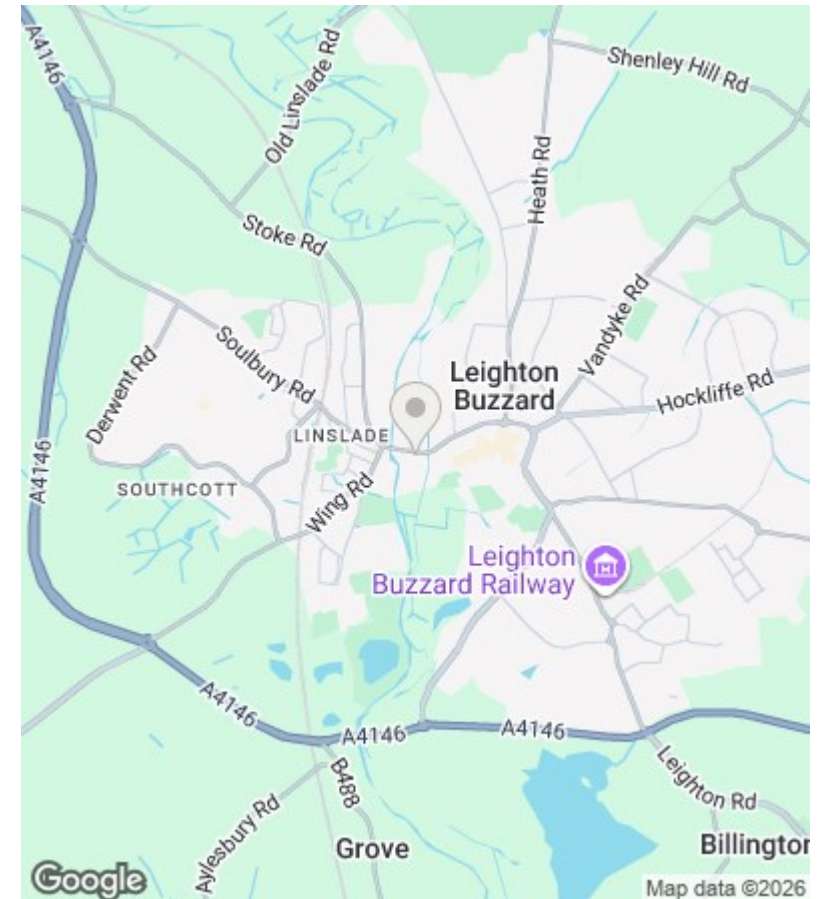 A4146
Old Linslade Rd
Shenley Hill Rd
Heath Rd
Stoke Rd
Vandyke Rd
Soulbury Rd
Derwent Rd
Leighton
Buzzard
Hockliffe Rd
LINSLADE
A4146
SOUTHCOTT
Wing Rd
Leighton
Buzzard Railway
A4146
A4146
A4146
B488
Leighton Rd
Aylesbury Rd
Grove
Billington
Google
Map data ©2026